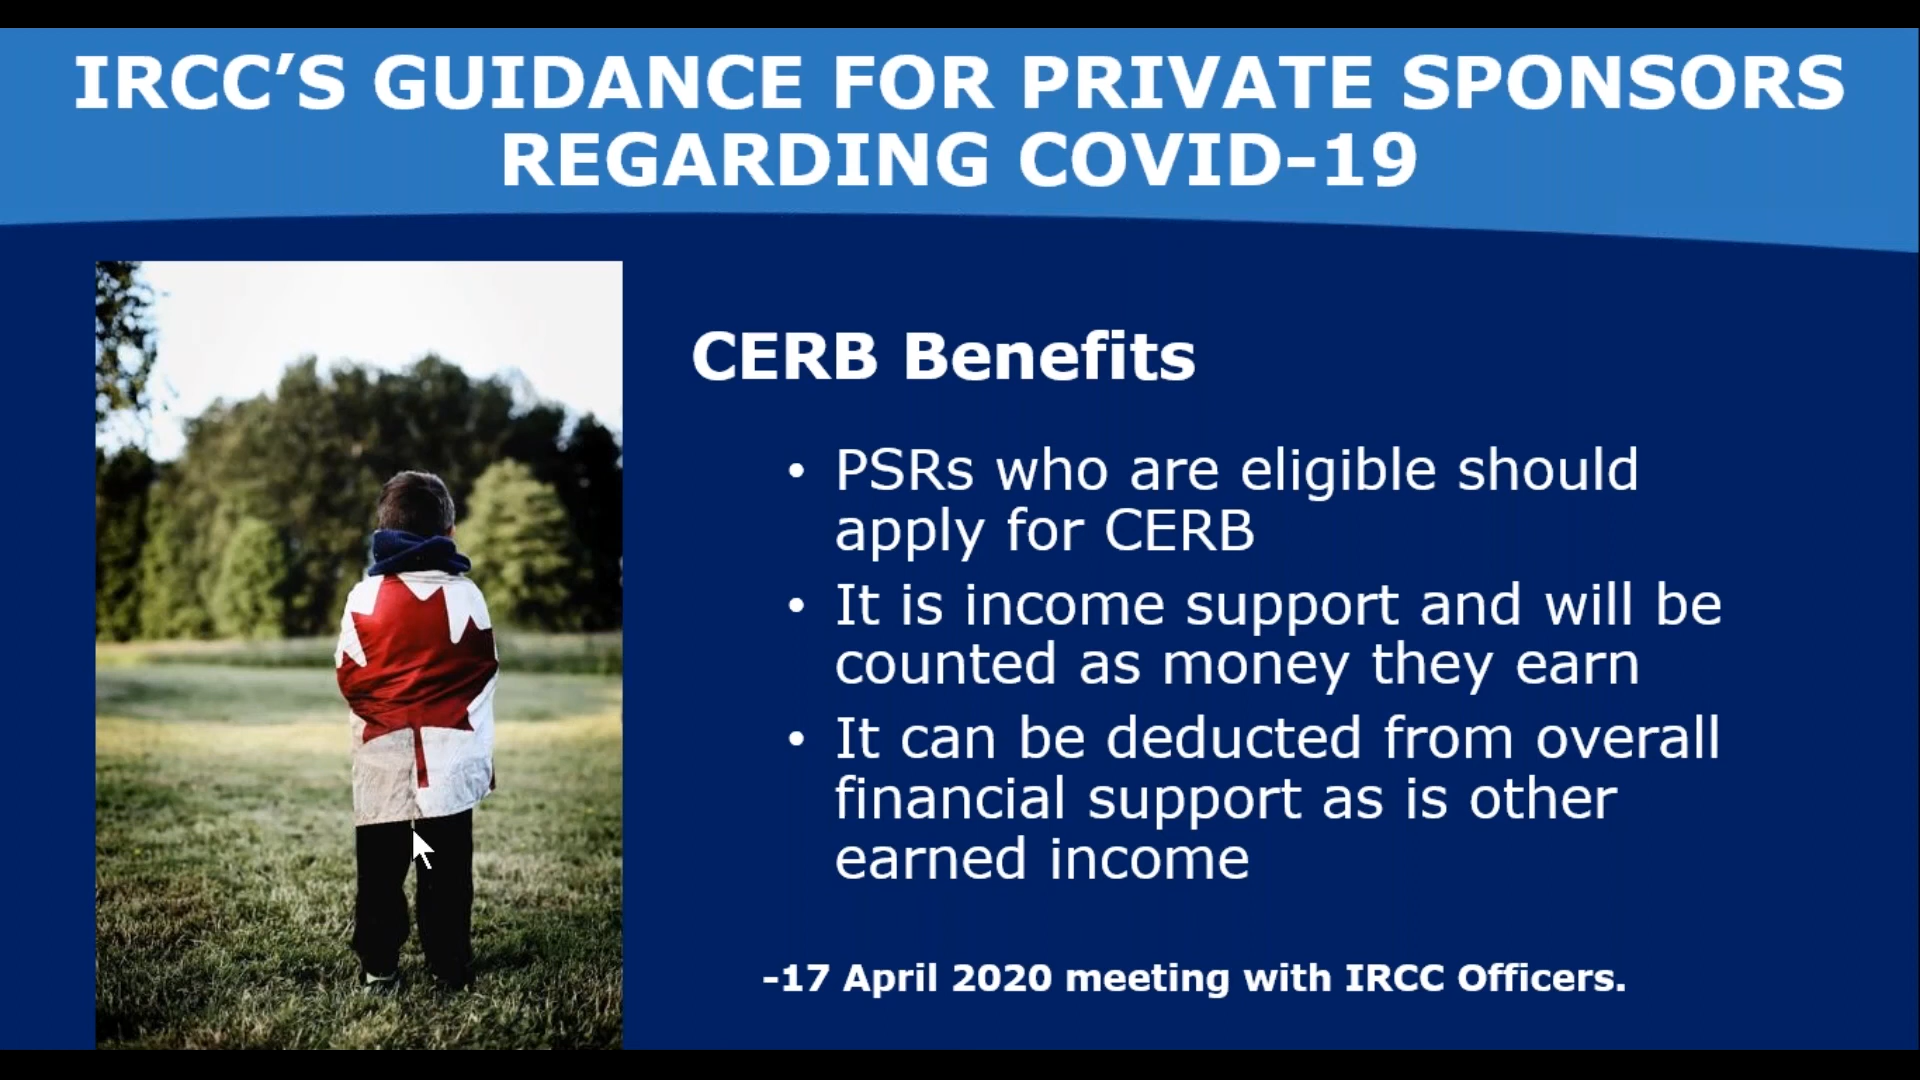 IRCC’S GUIDANCE FOR PRIVATE SPONSORS
REGARDING COVID-19
CERB Benefits
• PSRs who are eligible should
apply for CERB
• It is income support and will be
counted as money they earn
• It can be deducted from overall
financial support as is other
earned income
-17 April 2020 meeting with IRCC Officers.